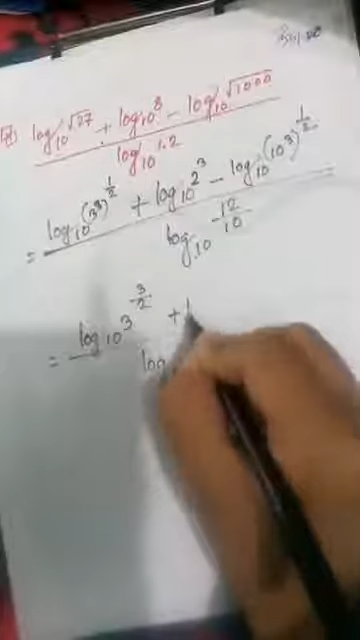 log₁₀√27 + log₁₀8 − log₁₀√1000
log₁₀1.2
= log₁₀(3³)^½ + log₁₀2³ − log₁₀(10³)^½
log₁₀ 12/10
= log₁₀3^3/2 +
log